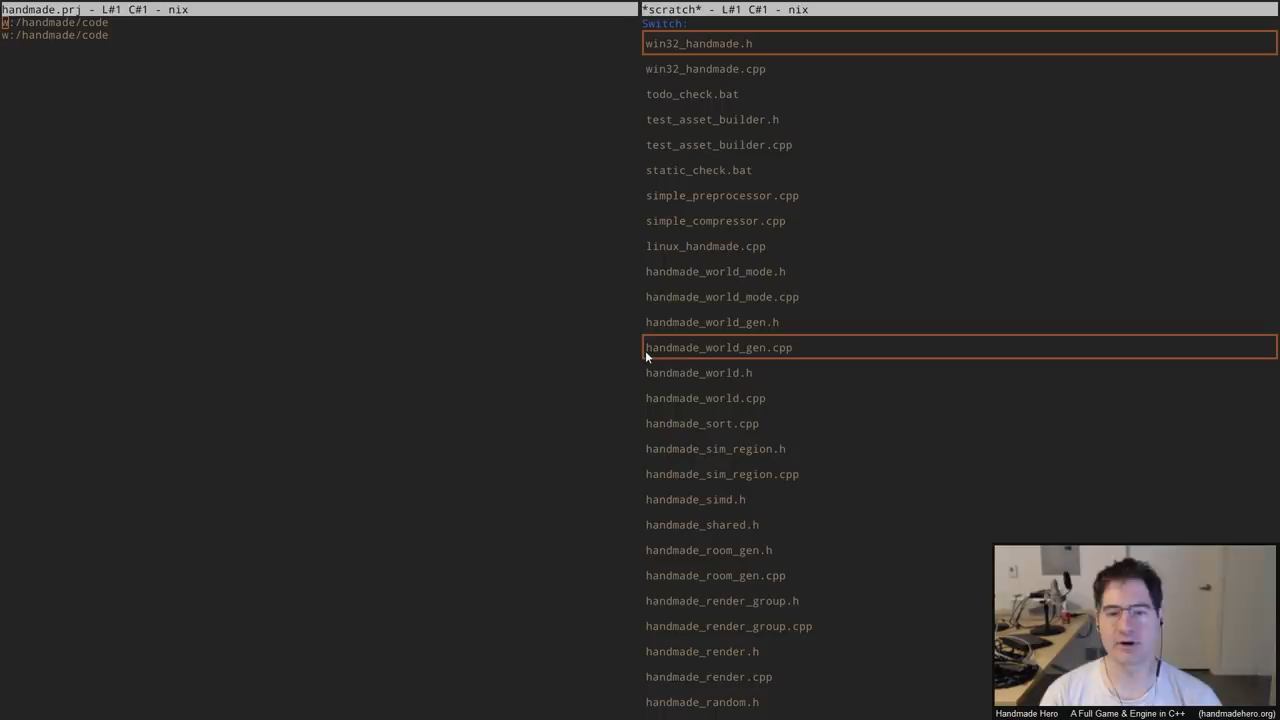 handmade.prj - L#1 C#1 - nix
w:/handmade/code
w:/handmade/code
*scratch* - L#1 C#1 - nix
Switch:
win32_handmade.h
win32_handmade.cpp
todo_check.bat
test_asset_builder.h
test_asset_builder.cpp
static_check.bat
simple_preprocessor.cpp
simple_compressor.cpp
linux_handmade.cpp
handmade_world_mode.h
handmade_world_mode.cpp
handmade_world_gen.h
handmade_world_gen.cpp
handmade_world.h
handmade_world.cpp
handmade_sort.cpp
handmade_sim_region.h
handmade_sim_region.cpp
handmade_simd.h
handmade_shared.h
handmade_room_gen.h
handmade_room_gen.cpp
handmade_render_group.h
handmade_render_group.cpp
handmade_render.h
handmade_render.cpp
handmade_random.h
Handmade Hero A Full Game & Engine in C++ (handmadehero.org)